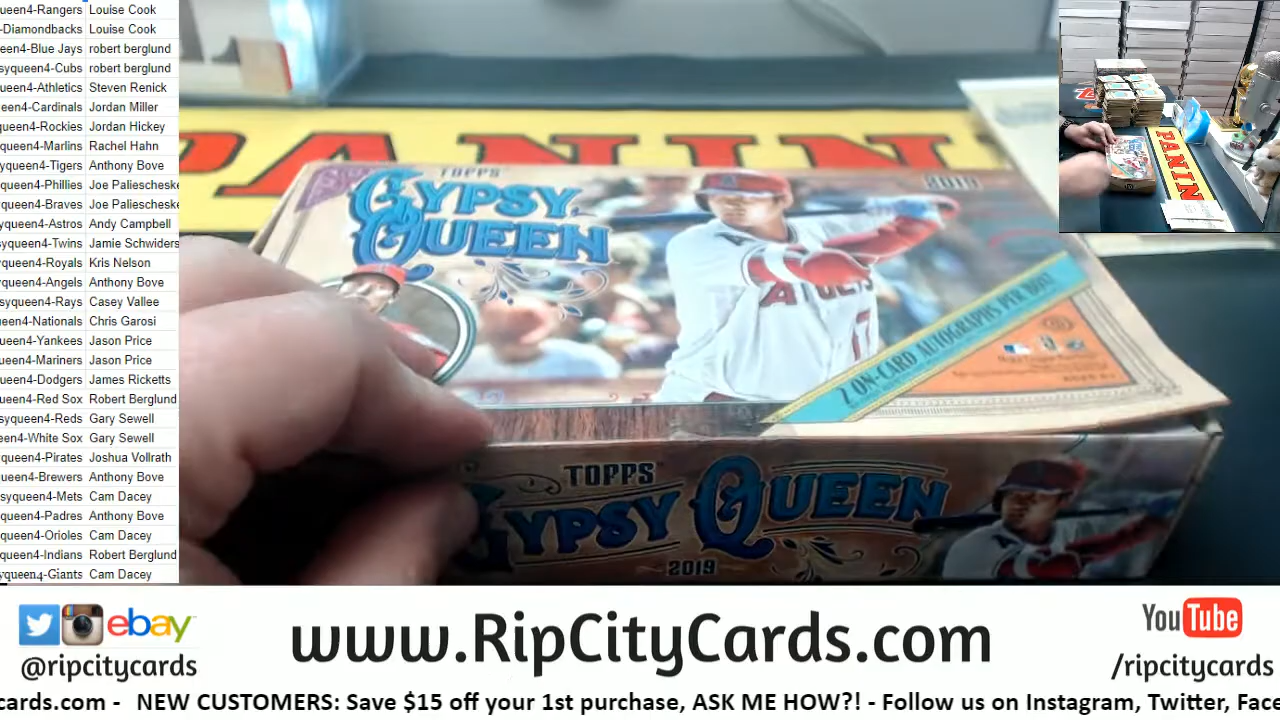 ueen4-Rangers Louise Cook
-Diamondbacks Louise Cook
een4-Blue Jays robert berglund
syqueen4-Cubs robert berglund
queen4-Athletics Steven Renick
een4-Cardinals Jordan Miller
queen4-Rockies Jordan Hickey
queen4-Marlins Rachel Hahn
syqueen4-Tigers Anthony Bove
queen4-Phillies Joe Paliescheske
queen4-Braves Joe Paliescheske
yqueen4-Astros Andy Campbell
syqueen4-Twins Jamie Schwiders
queen4-Royals Kris Nelson
queen4-Angels Anthony Bove
syqueen4-Rays Casey Vallee
een4-Nationals Chris Garosi
ueen4-Yankees Jason Price
ueen4-Mariners Jason Price
ueen4-Dodgers James Ricketts
ueen4-Red Sox Robert Berglund
syqueen4-Reds Gary Sewell
een4-White Sox Gary Sewell
yqueen4-Pirates Joshua Vollrath
queen4-Brewers Anthony Bove
syqueen4-Mets Cam Dacey
yqueen4-Padres Anthony Bove
queen4-Orioles Cam Dacey
queen4-Indians Robert Berglund
yqueen4-Giants Cam Dacey
PANINI
TOPPS
GYPSY QUEEN
2019
ANGELS
17
2 ON-CARD AUTOGRAPHS PER BOX!
TOPPS
GYPSY QUEEN
2019
PANINI
ebay
@ripcitycards
www.RipCityCards.com
YouTube
/ripcitycards
cards.com - NEW CUSTOMERS: Save $15 off your 1st purchase, ASK ME HOW?! - Follow us on Instagram, Twitter, Face